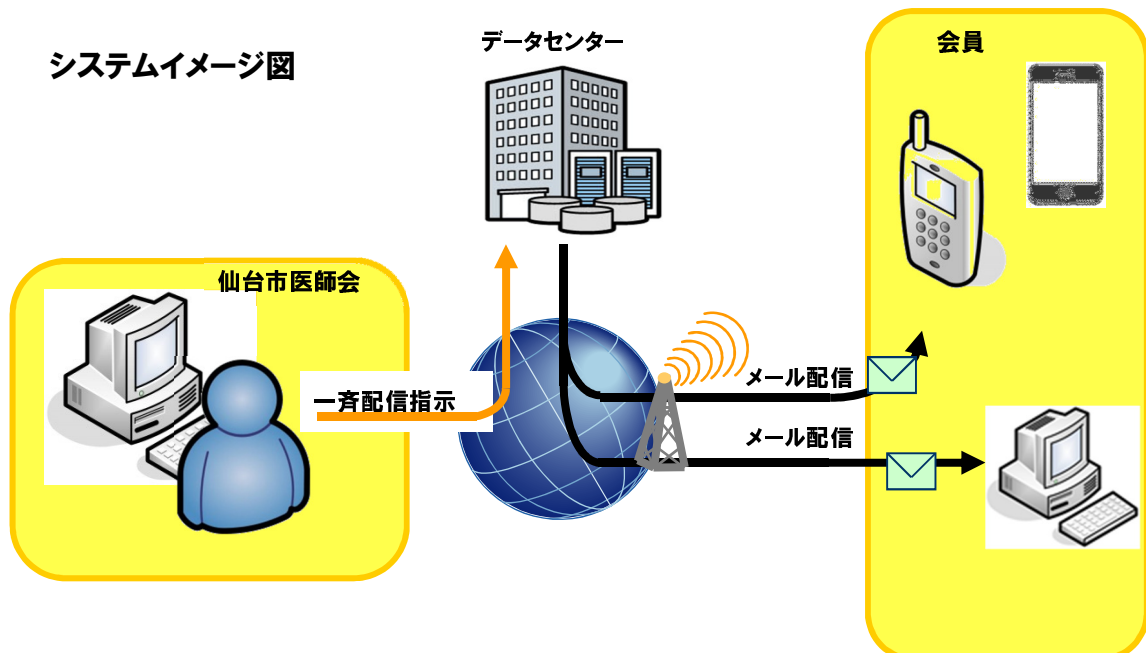 システムイメージ図
データセンター
会員
仙台市医師会
一斉配信指示
メール配信
メール配信